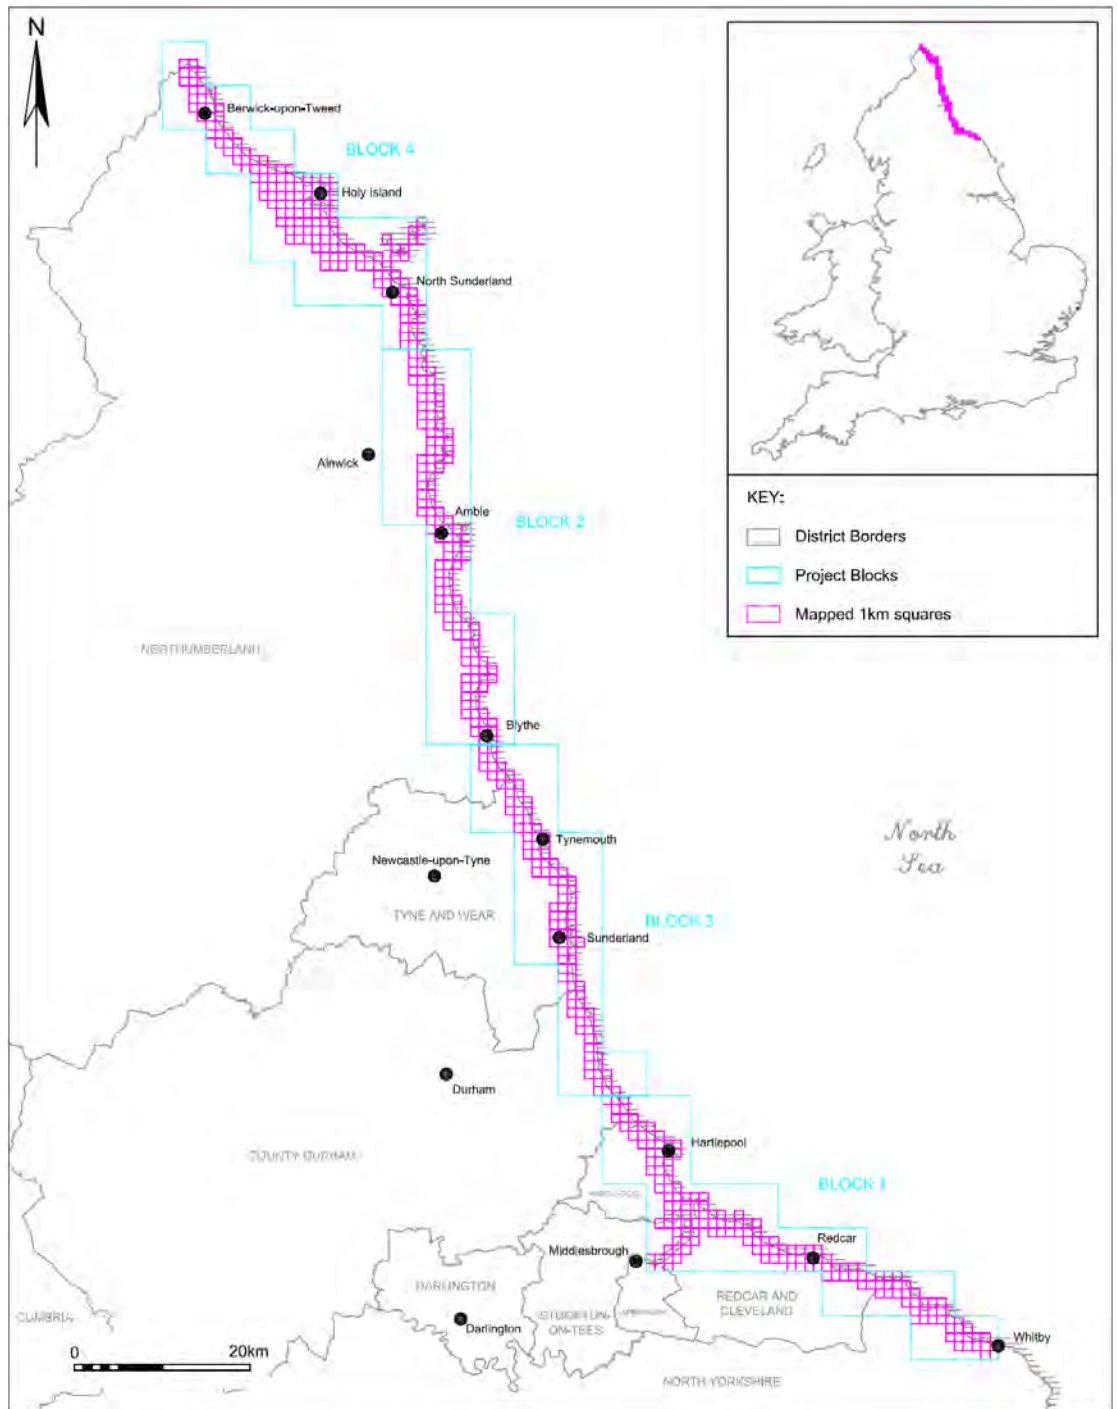 N
Berwick-upon-Tweed
BLOCK 4
Holy Island
North Sunderland
Alnwick
Amble
BLOCK 2
KEY:
District Borders
Project Blocks
Mapped 1km squares
NORTHUMBERLAND
Blythe
Tynemouth
North
Sea
Newcastle-upon-Tyne
TYNE AND WEAR
BLOCK 3
Sunderland
Durham
Hartlepool
COUNTY DURHAM
BLOCK 1
Redcar
Middlesbrough
DARLINGTON
REDCAR AND
CLEVELAND
CUMBRIA
Darlington
STOCKTON-
ON-TEES
Whitby
0 20km
NORTH YORKSHIRE